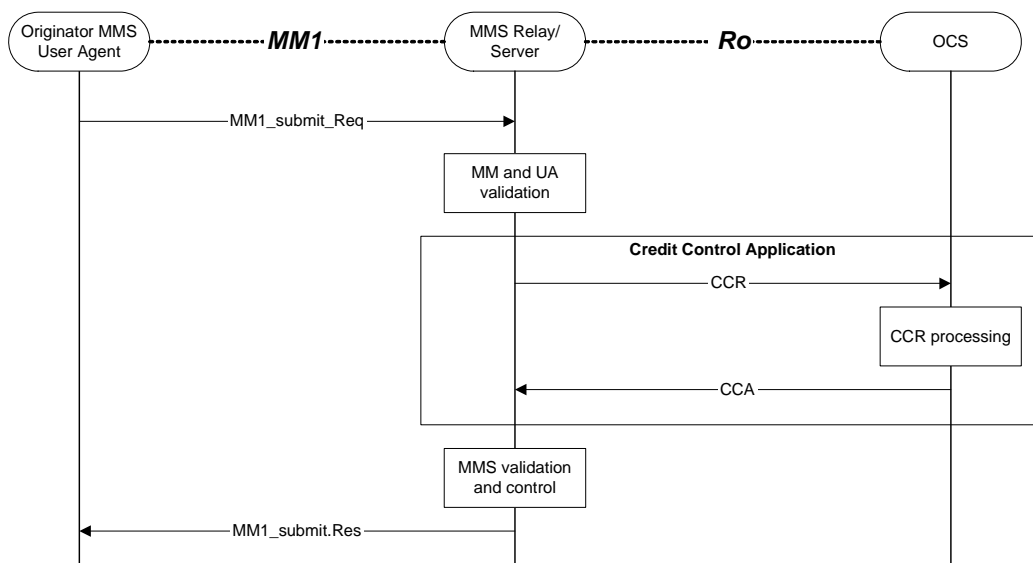 Originator MMS
User Agent
MM1
MMS Relay/
Server
Ro
OCS
MM1_submit_Req
MM and UA
validation
Credit Control Application
CCR
CCR processing
CCA
MMS validation
and control
MM1_submit.Res